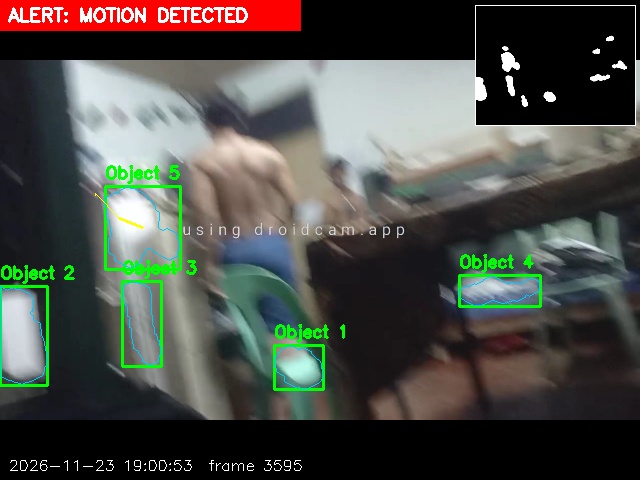 ALERT: MOTION DETECTED
Object 5
using droidcam.app
Object 2
Object 3
Object 4
Object 1
2026-11-23 19:00:53 frame 3595